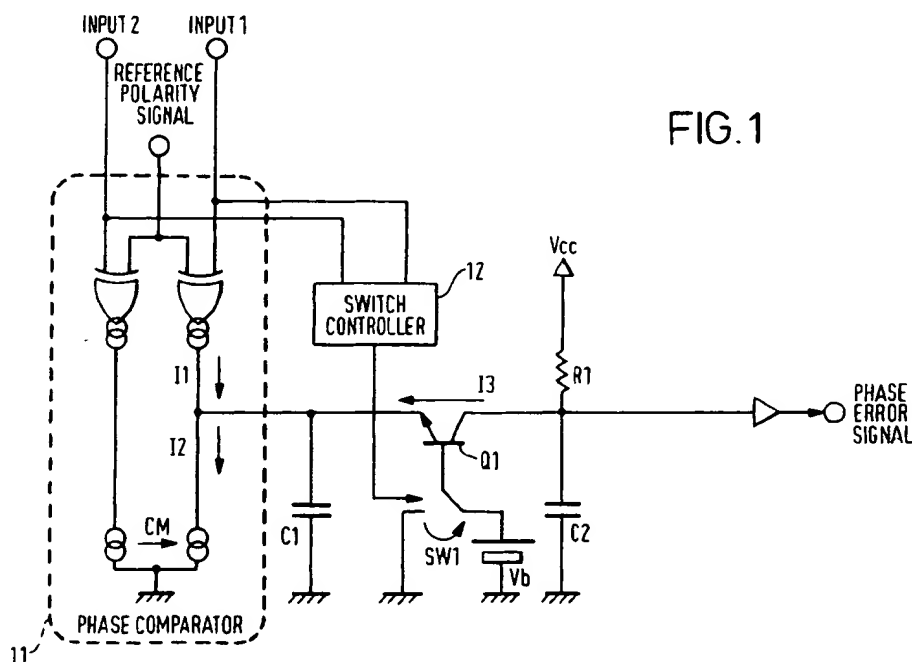 INPUT 2
INPUT 1
REFERENCE
POLARITY
SIGNAL
FIG.1
Vcc
12
SWITCH
CONTROLLER
R1
I1
I3
PHASE
ERROR
SIGNAL
I2
Q1
CM
C1
SW1
Vb
C2
PHASE COMPARATOR
11